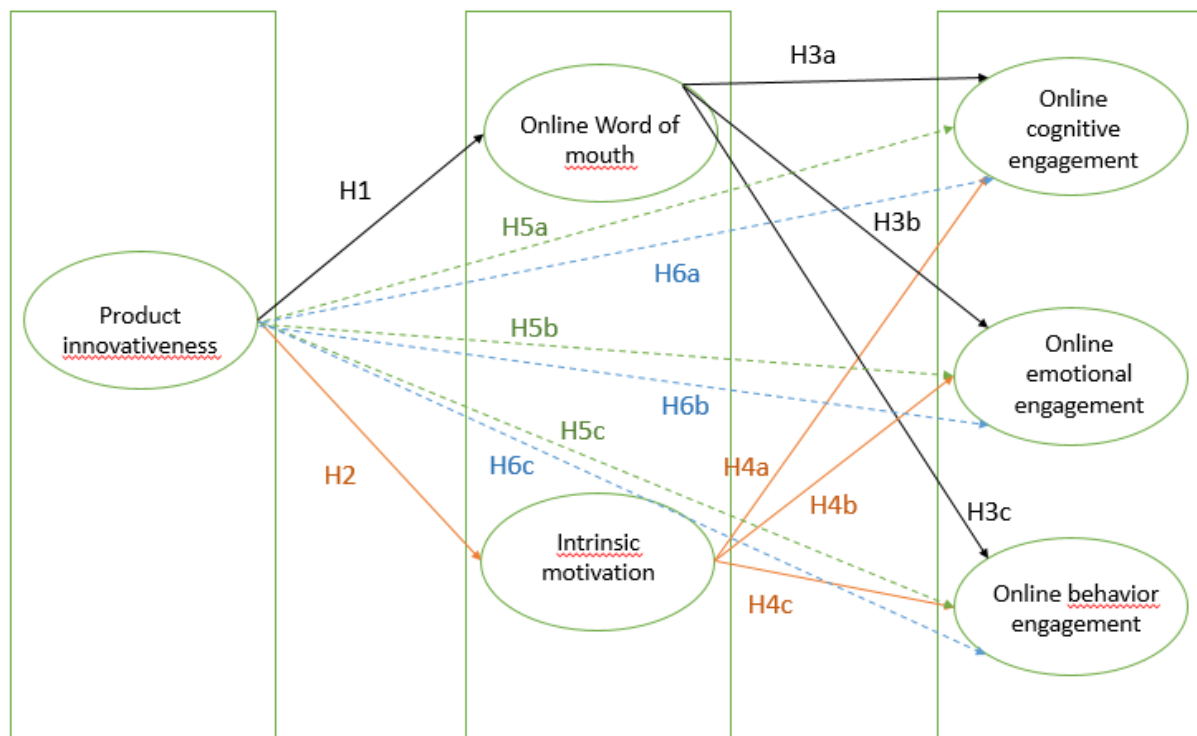 H3a
Online Word of
mouth
Online
cognitive
engagement
H1
H5a
H3b
H6a
Product
innovativeness
H5b
Online
emotional
engagement
H6b
H5c
H2
H6c
H4a
H4b
H3c
Intrinsic
motivation
H4c
Online behavior
engagement